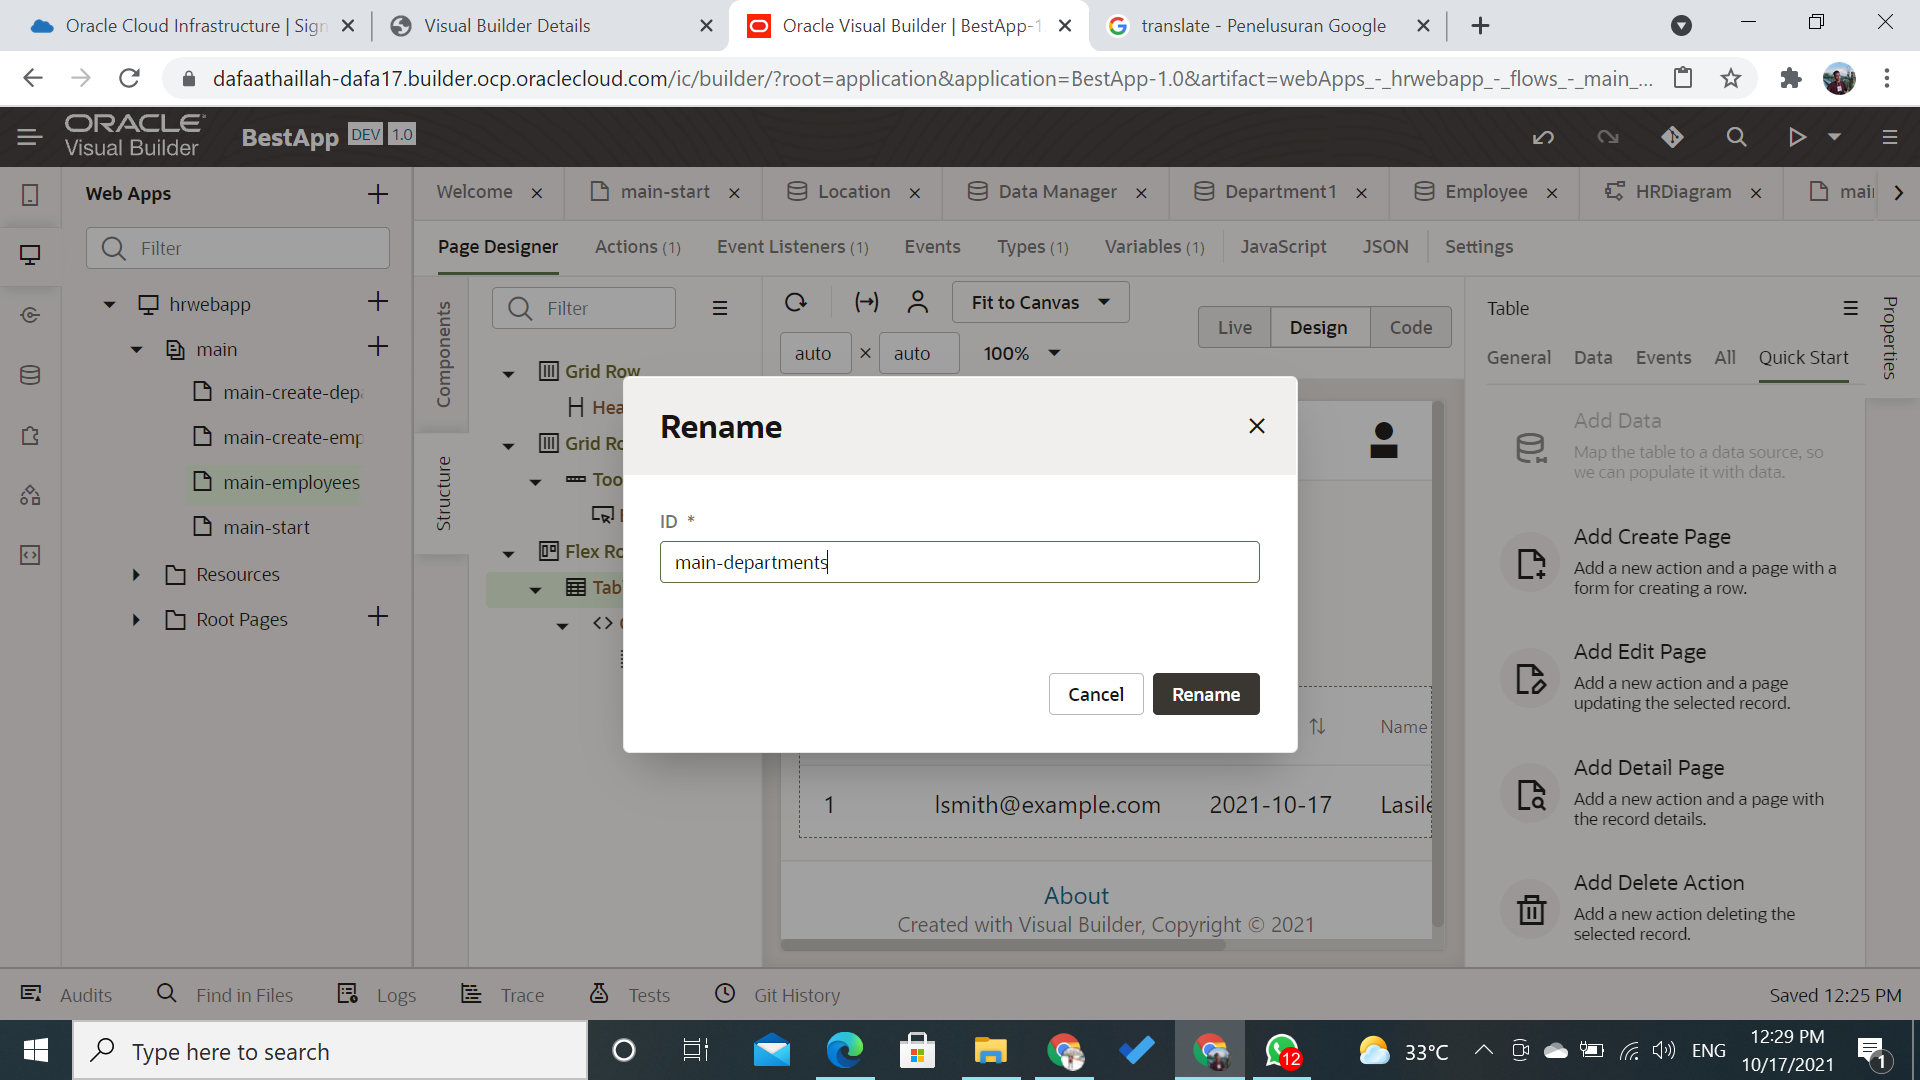 Oracle Cloud Infrastructure | Sign
Visual Builder Details
Oracle Visual Builder | BestApp-1
translate - Penelusuran Google
dafaathaillah-dafa17.builder.ocp.oraclecloud.com/ic/builder/?root=application&application=BestApp-1.0&artifact=webApps_-_hrwebapp_-_flows_-_main_-...
ORACLE
Visual Builder
BestApp DEV 1.0
Web Apps
Filter
hrwebapp
main
main-create-depa
main-create-emp
main-employees
main-start
Resources
Root Pages
Welcome
main-start
Location
Data Manager
Department1
Employee
HRDiagram
main
Page Designer
Actions (1)
Event Listeners (1)
Events
Types (1)
Variables (1)
JavaScript
JSON
Settings
Components
Structure
Filter
Grid Row
Hea
Grid Ro
Too
Flex Ro
Tab
Fit to Canvas
auto × auto 100%
Live Design Code
Rename
ID *
main-departments
Cancel Rename
Name
1 lsmith@example.com 2021-10-17 Lasile
About
Created with Visual Builder, Copyright © 2021
Table
Properties
General Data Events All Quick Start
Add Data
Map the table to a data source, so
we can populate it with data.
Add Create Page
Add a new action and a page with a
form for creating a row.
Add Edit Page
Add a new action and a page
updating the selected record.
Add Detail Page
Add a new action and a page with
the record details.
Add Delete Action
Add a new action deleting the
selected record.
Audits
Find in Files
Logs
Trace
Tests
Git History
Saved 12:25 PM
Type here to search
12
33°C
ENG
12:29 PM
10/17/2021
1